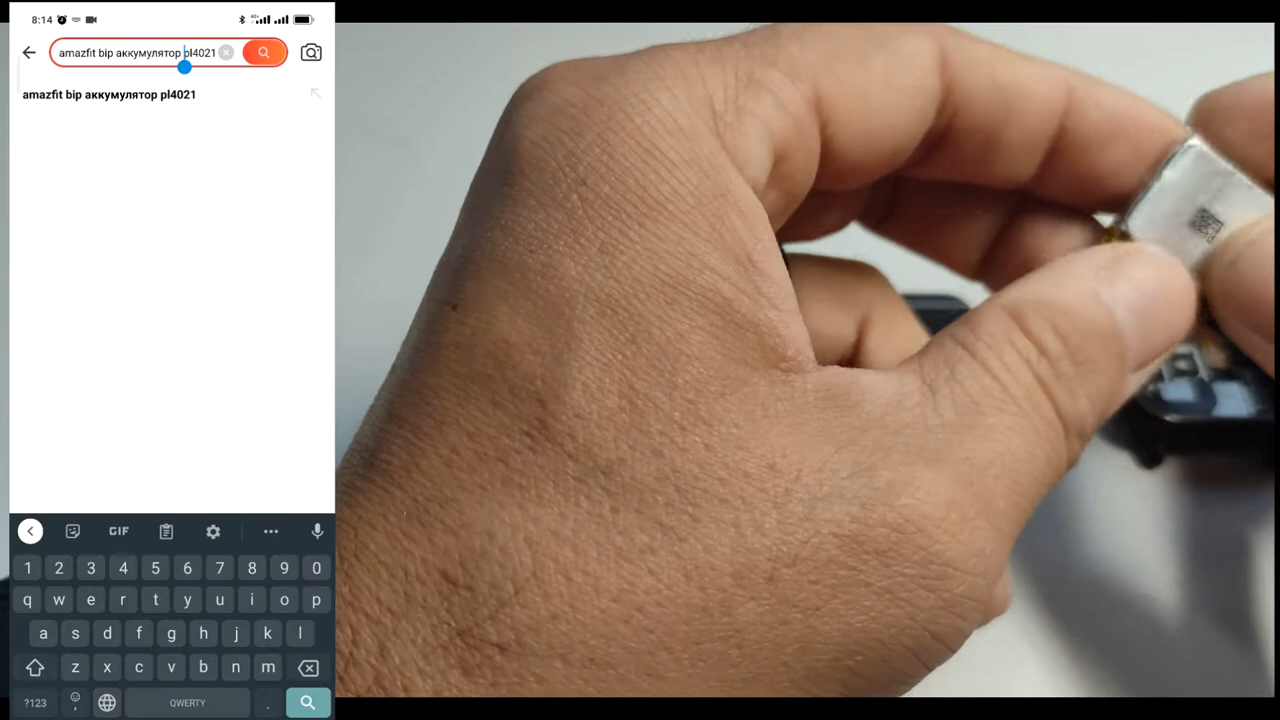 8:14
amazfit bip аккумулятор pl4021
amazfit bip аккумулятор pl4021
GIF
1 2 3 4 5 6 7 8 9 0
q w e r t y u i o p
a s d f g h j k l
z x c v b n m
?123 , QWERTY .